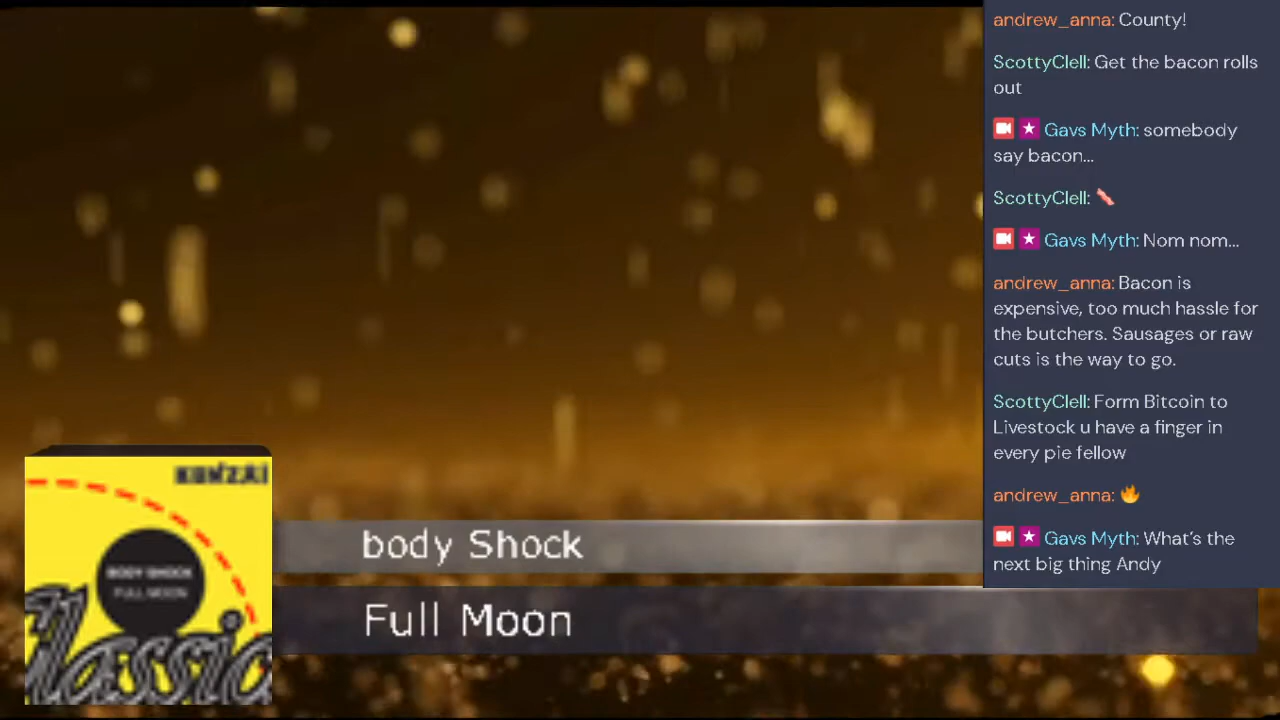 andrew_anna: County!
ScottyClell: Get the bacon rolls
out
Gavs Myth: somebody
say bacon...
ScottyClell: 🥓
Gavs Myth: Nom nom...
andrew_anna: Bacon is
expensive, too much hassle for
the butchers. Sausages or raw
cuts is the way to go.
ScottyClell: Form Bitcoin to
Livestock u have a finger in
every pie fellow
andrew_anna: 🔥
Gavs Myth: What's the
next big thing Andy
KONZAI
BODY SHOCK
FULL MOON
Classic
body Shock
Full Moon